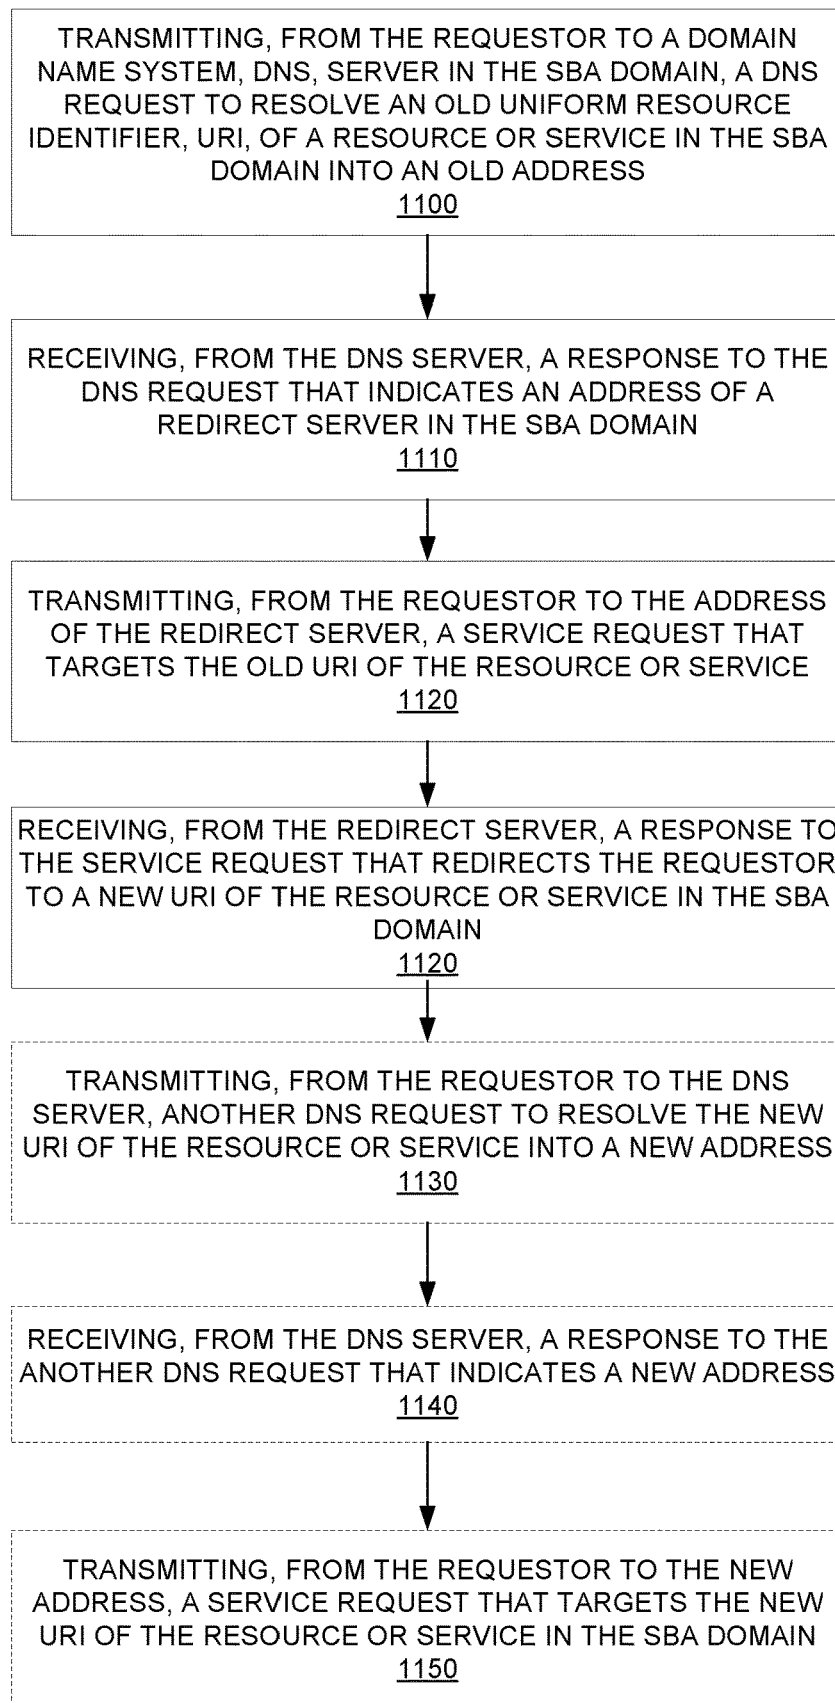 TRANSMITTING, FROM THE REQUESTOR TO A DOMAIN
NAME SYSTEM, DNS, SERVER IN THE SBA DOMAIN, A DNS
REQUEST TO RESOLVE AN OLD UNIFORM RESOURCE
IDENTIFIER, URI, OF A RESOURCE OR SERVICE IN THE SBA
DOMAIN INTO AN OLD ADDRESS
1100
RECEIVING, FROM THE DNS SERVER, A RESPONSE TO THE
DNS REQUEST THAT INDICATES AN ADDRESS OF A
REDIRECT SERVER IN THE SBA DOMAIN
1110
TRANSMITTING, FROM THE REQUESTOR TO THE ADDRESS
OF THE REDIRECT SERVER, A SERVICE REQUEST THAT
TARGETS THE OLD URI OF THE RESOURCE OR SERVICE
1120
RECEIVING, FROM THE REDIRECT SERVER, A RESPONSE TO
THE SERVICE REQUEST THAT REDIRECTS THE REQUESTOR
TO A NEW URI OF THE RESOURCE OR SERVICE IN THE SBA
DOMAIN
1120
TRANSMITTING, FROM THE REQUESTOR TO THE DNS
SERVER, ANOTHER DNS REQUEST TO RESOLVE THE NEW
URI OF THE RESOURCE OR SERVICE INTO A NEW ADDRESS
1130
RECEIVING, FROM THE DNS SERVER, A RESPONSE TO THE
ANOTHER DNS REQUEST THAT INDICATES A NEW ADDRESS
1140
TRANSMITTING, FROM THE REQUESTOR TO THE NEW
ADDRESS, A SERVICE REQUEST THAT TARGETS THE NEW
URI OF THE RESOURCE OR SERVICE IN THE SBA DOMAIN
1150